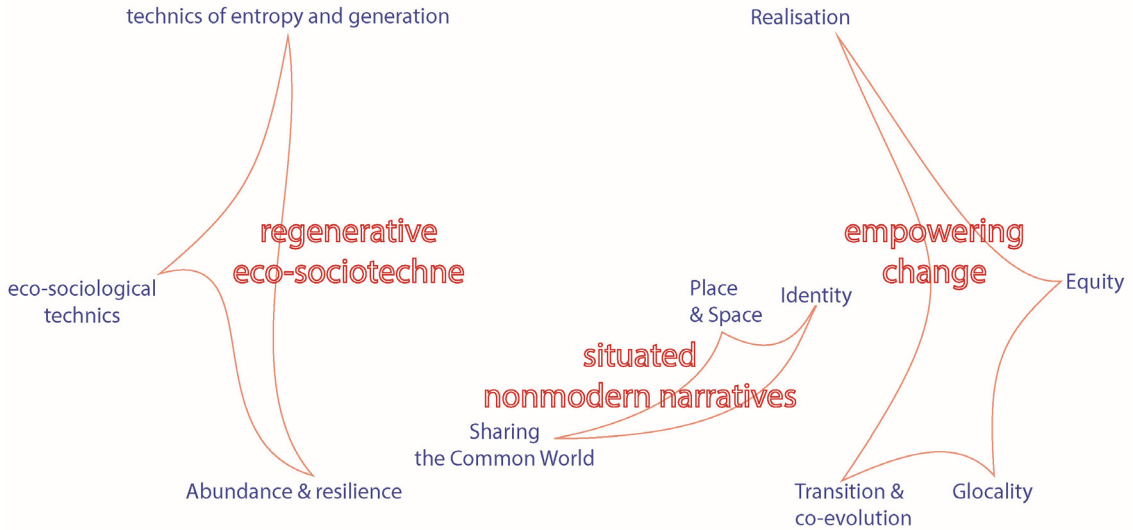 technics of entropy and generation
Realisation
regenerative
eco-sociotechne
empowering
change
eco-sociological
technics
Place
& Space
Identity
Equity
situated
nonmodern narratives
Sharing
the Common World
Abundance & resilience
Transition &
co-evolution
Glocality